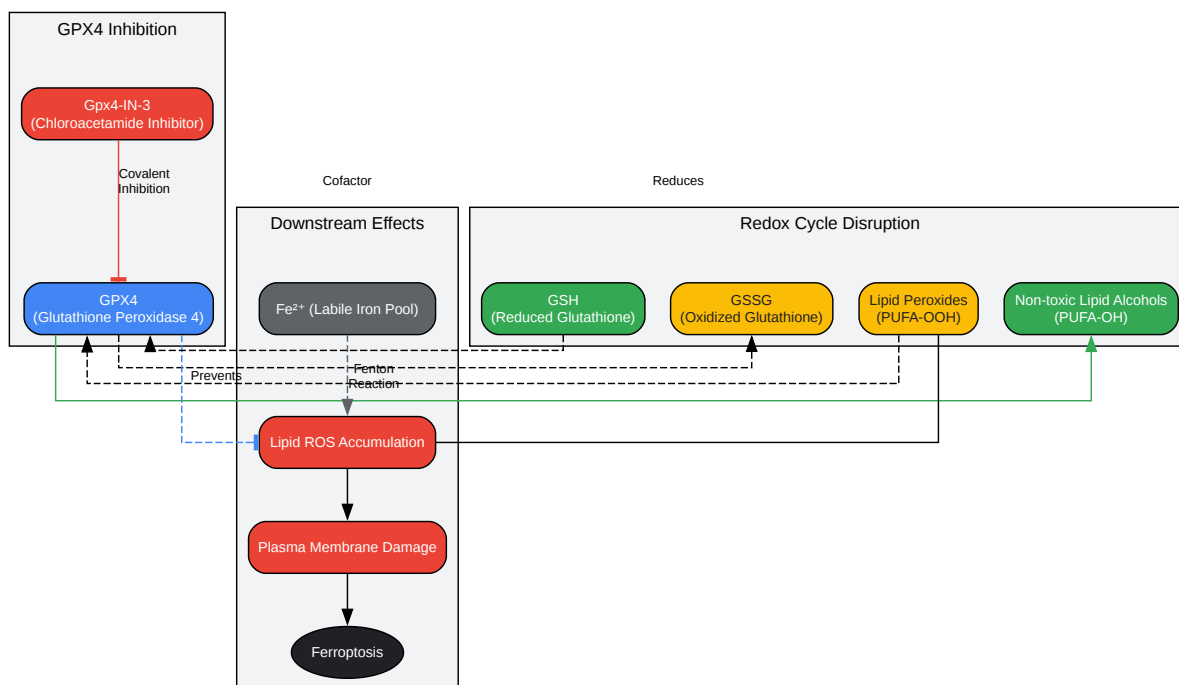 GPX4 Inhibition
Gpx4-IN-3
(Chloroacetamide Inhibitor)
Covalent
Inhibition
Cofactor
Reduces
Downstream Effects
Redox Cycle Disruption
GPX4
(Glutathione Peroxidase 4)
Fe²⁺ (Labile Iron Pool)
GSH
(Reduced Glutathione)
GSSG
(Oxidized Glutathione)
Lipid Peroxides
(PUFA-OOH)
Non-toxic Lipid Alcohols
(PUFA-OH)
Prevents
Fenton
Reaction
Lipid ROS Accumulation
Plasma Membrane Damage
Ferroptosis